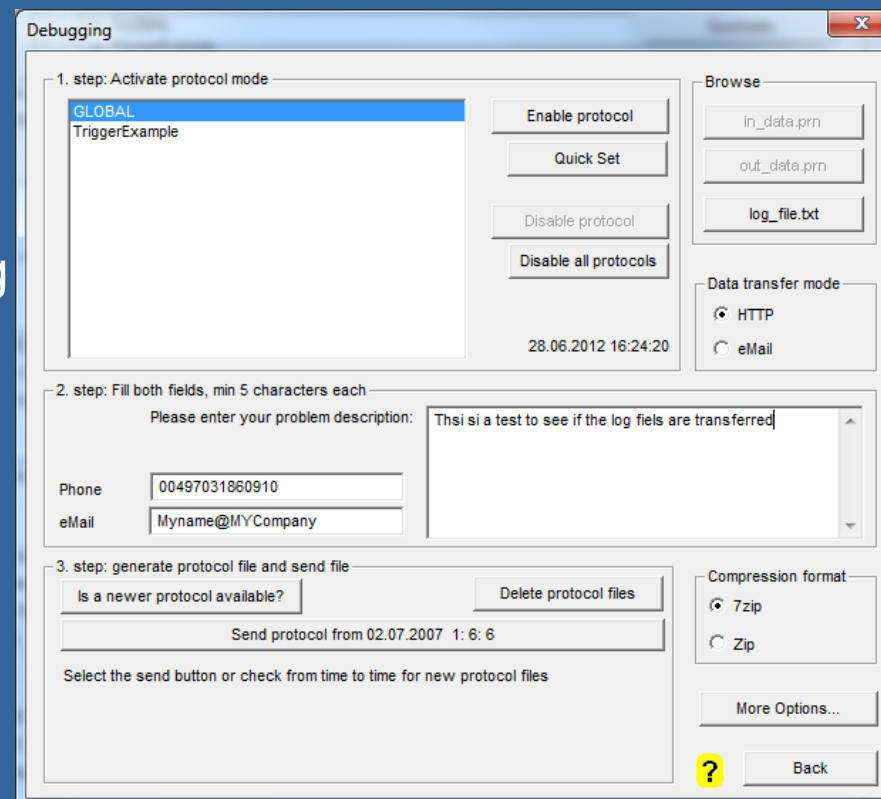 Debugging
1. step: Activate protocol mode
GLOBAL
TriggerExample
Enable protocol
Quick Set
Disable protocol
Disable all protocols
28.06.2012 16:24:20
Browse
in_data.prn
out_data.prn
log_file.txt
Data transfer mode
HTTP
eMail
g
2. step: Fill both fields, min 5 characters each
Please enter your problem description:
Thsi si a test to see if the log fiels are transferred
Phone
00497031860910
eMail
Myname@MYCompany
3. step: generate protocol file and send file
Is a newer protocol available?
Delete protocol files
Send protocol from 02.07.2007 1: 6: 6
Select the send button or check from time to time for new protocol files
Compression format
7zip
Zip
More Options...
?
Back